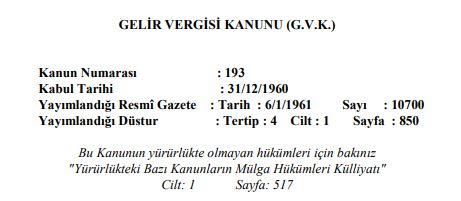 GELİR VERGİSİ KANUNU (G.V.K.)
Kanun Numarası : 193
Kabul Tarihi : 31/12/1960
Yayımlandığı Resmî Gazete : Tarih : 6/1/1961 Sayı : 10700
Yayımlandığı Düstur : Tertip : 4 Cilt : 1 Sayfa : 850
Bu Kanunun yürürlükte olmayan hükümleri için bakınız
"Yürürlükteki Bazı Kanunların Mülga Hükümleri Külliyatı"
Cilt: 1 Sayfa: 517